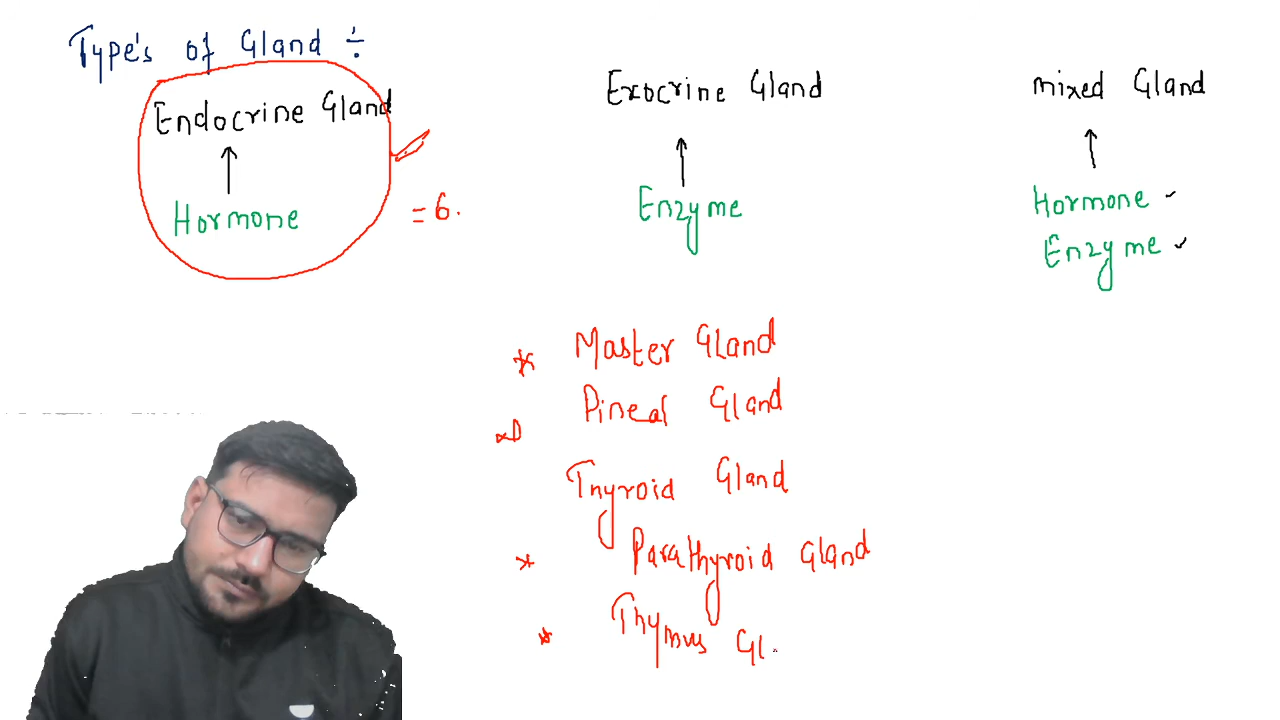 Type's of Gland ÷
Endocrine Gland
Hormone
= 6.
Exocrine Gland
Enzyme
mixed Gland
Hormone ✓
Enzyme ✓
* Master Gland
Pineal Gland
Thyroid Gland
* Parathyroid Gland
* Thymus Gl